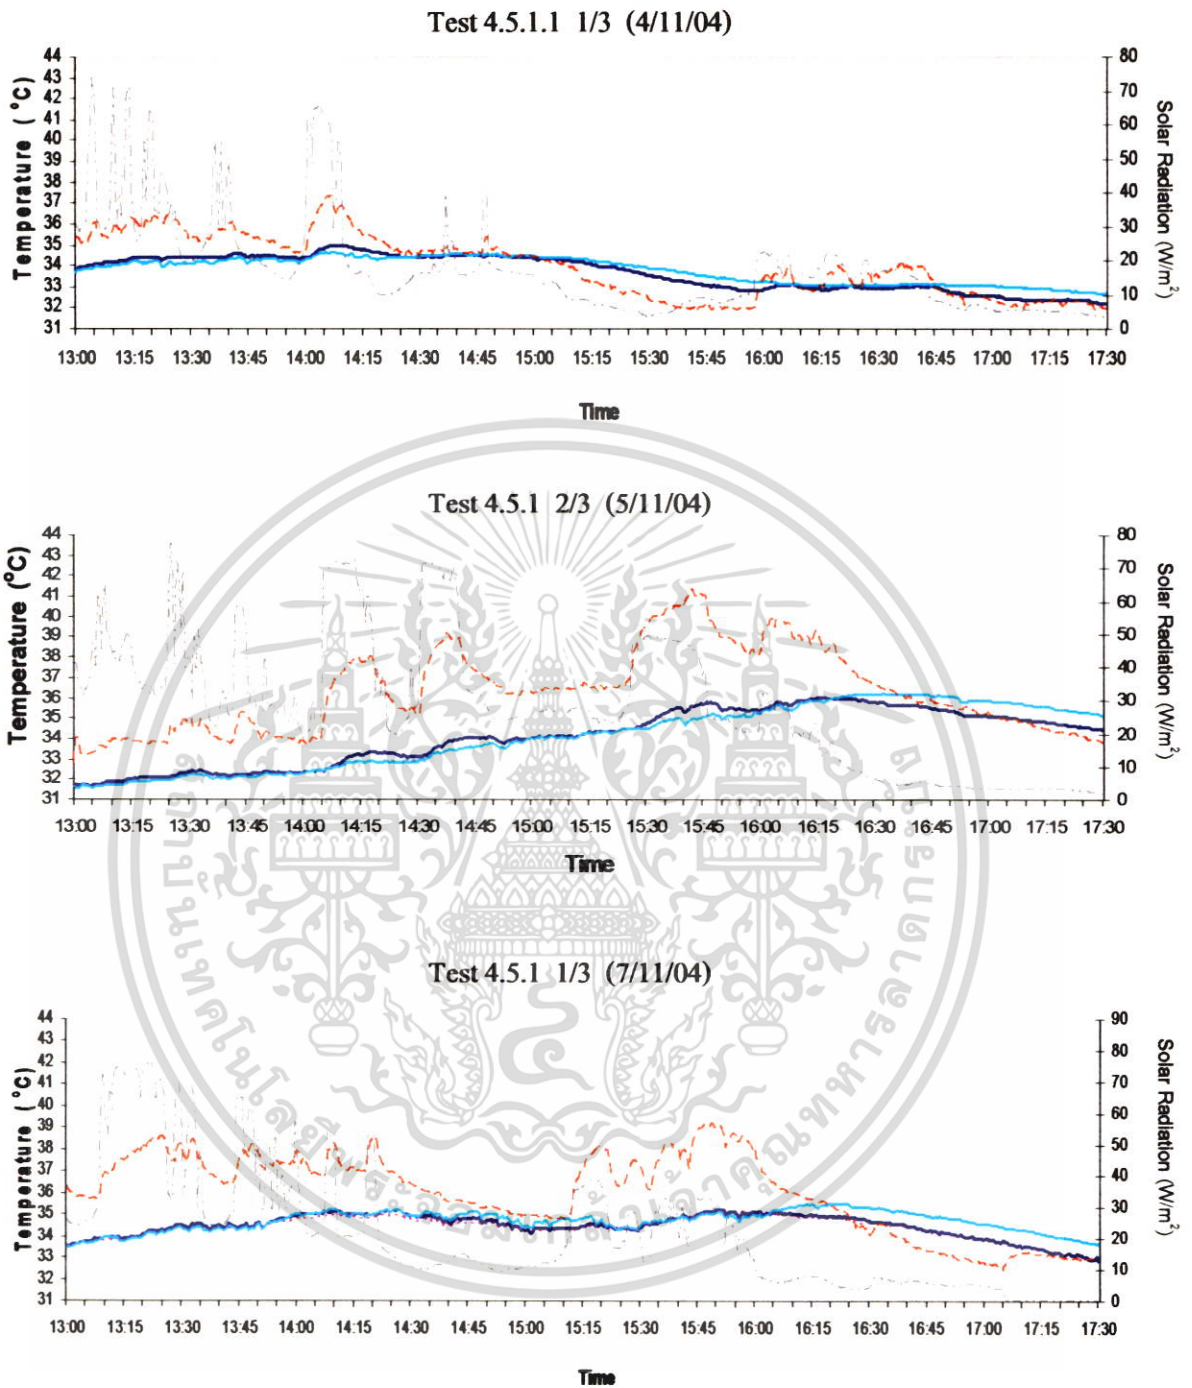 Test 4.5.1.1 1/3 (4/11/04)
44 43 42 41 40 39 38 37 36 35 34 33 32 31
Temperature (°C)
80 70 60 50 40 30 20 10 0
Solar Radiation (W/m²)
13:00 13:15 13:30 13:45 14:00 14:15 14:30 14:45 15:00 15:15 15:30 15:45 16:00 16:15 16:30 16:45 17:00 17:15 17:30
Time
Test 4.5.1 2/3 (5/11/04)
44 43 42 41 40 39 38 37 36 35 34 33 32 31
Temperature (°C)
80 70 60 50 40 30 20 10 0
Solar Radiation (W/m²)
13:00 13:15 13:30 13:45 14:00 14:15 14:30 14:45 15:00 15:15 15:30 15:45 16:00 16:15 16:30 16:45 17:00 17:15 17:30
Time
Test 4.5.1 1/3 (7/11/04)
44 43 42 41 40 39 38 37 36 35 34 33 32 31
Temperature (°C)
90 80 70 60 50 40 30 20 10 0
Solar Radiation (W/m²)
13:00 13:15 13:30 13:45 14:00 14:15 14:30 14:45 15:00 15:15 15:30 15:45 16:00 16:15 16:30 16:45 17:00 17:15 17:30
Time